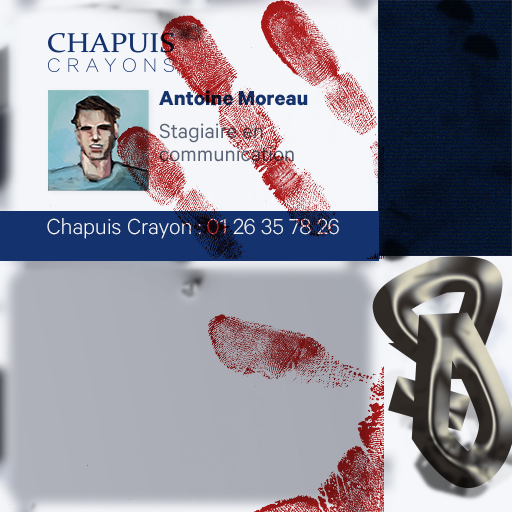 CHAPUIS
CRAYONS
Antoine Moreau
Stagiaire en
communication
Chapuis Crayon : 01 26 35 78 26